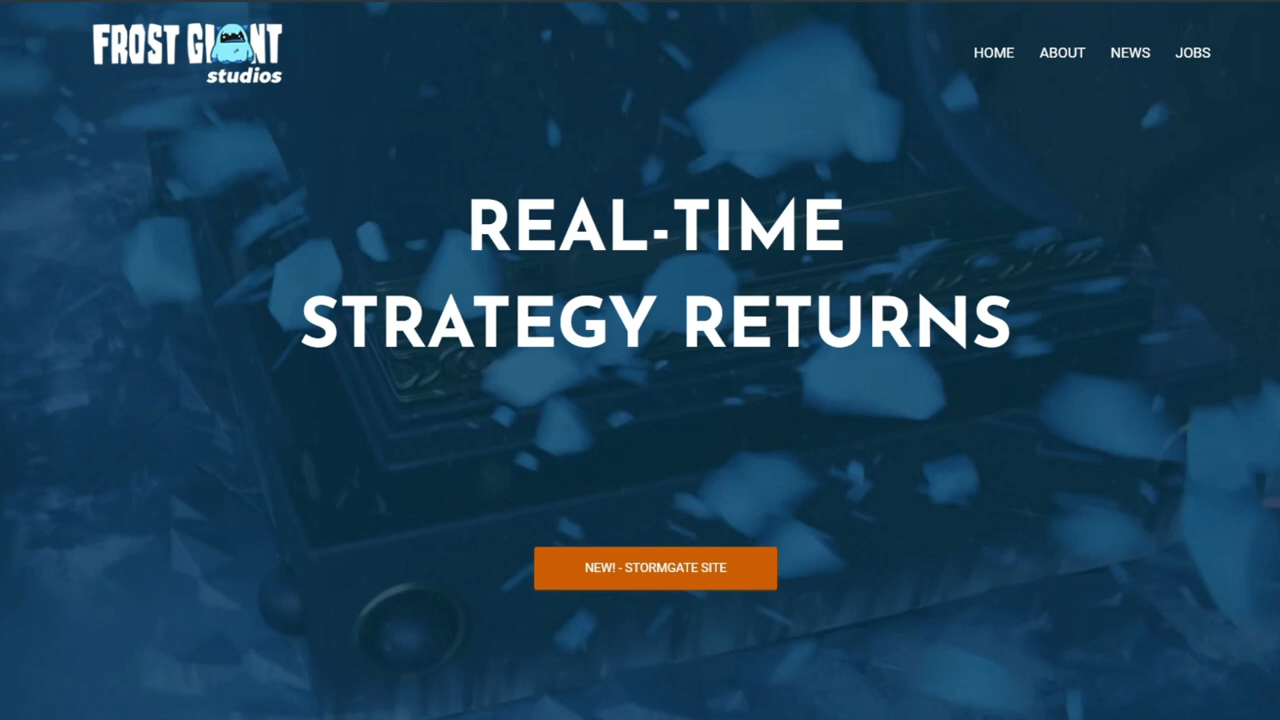 FROST GIANT
studios
HOME ABOUT NEWS JOBS
REAL-TIME
STRATEGY RETURNS
NEW! - STORMGATE SITE